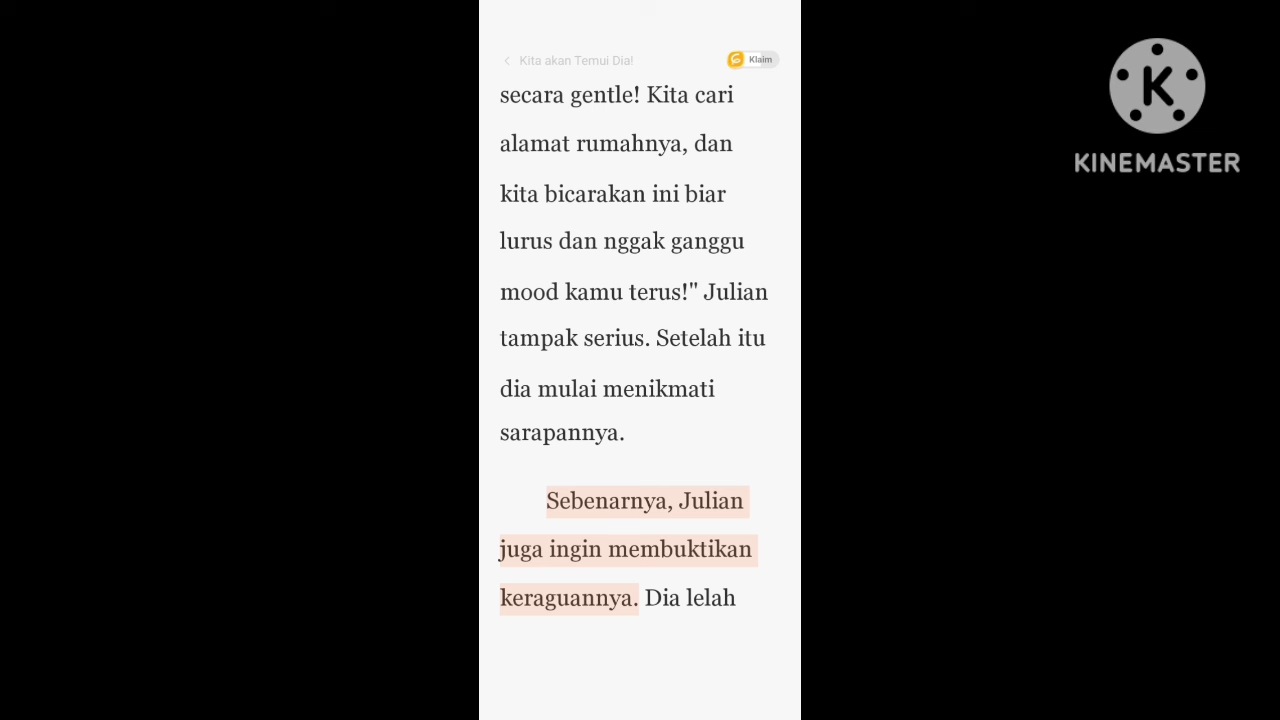 Kita akan Temui Dia!
Klaim
secara gentle! Kita cari
alamat rumahnya, dan
kita bicarakan ini biar
lurus dan nggak ganggu
mood kamu terus!" Julian
tampak serius. Setelah itu
dia mulai menikmati
sarapannya.
Sebenarnya, Julian
juga ingin membuktikan
keraguannya. Dia lelah
K
KINEMASTER